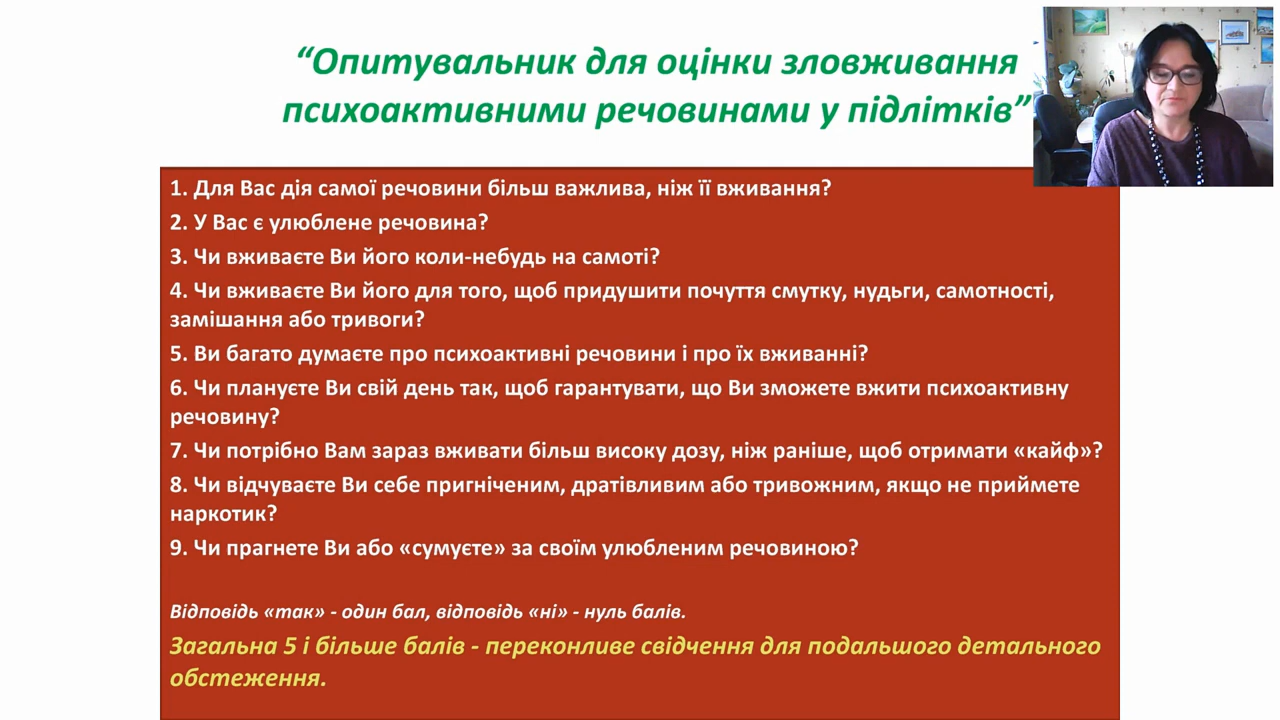 “Опитувальник для оцінки зловживання
психоактивними речовинами у підлітків”
1. Для Вас дія самої речовини більш важлива, ніж її вживання?
2. У Вас є улюблене речовина?
3. Чи вживаєте Ви його коли-небудь на самоті?
4. Чи вживаєте Ви його для того, щоб придушити почуття смутку, нудьги, самотності,
замішання або тривоги?
5. Ви багато думаєте про психоактивні речовини і про їх вживанні?
6. Чи плануєте Ви свій день так, щоб гарантувати, що Ви зможете вжити психоактивну
речовину?
7. Чи потрібно Вам зараз вживати більш високу дозу, ніж раніше, щоб отримати «кайф»?
8. Чи відчуваєте Ви себе пригніченим, дратівливим або тривожним, якщо не приймете
наркотик?
9. Чи прагнете Ви або «сумуєте» за своїм улюбленим речовиною?
Відповідь «так» - один бал, відповідь «ні» - нуль балів.
Загальна 5 і більше балів - переконливе свідчення для подальшого детального
обстеження.